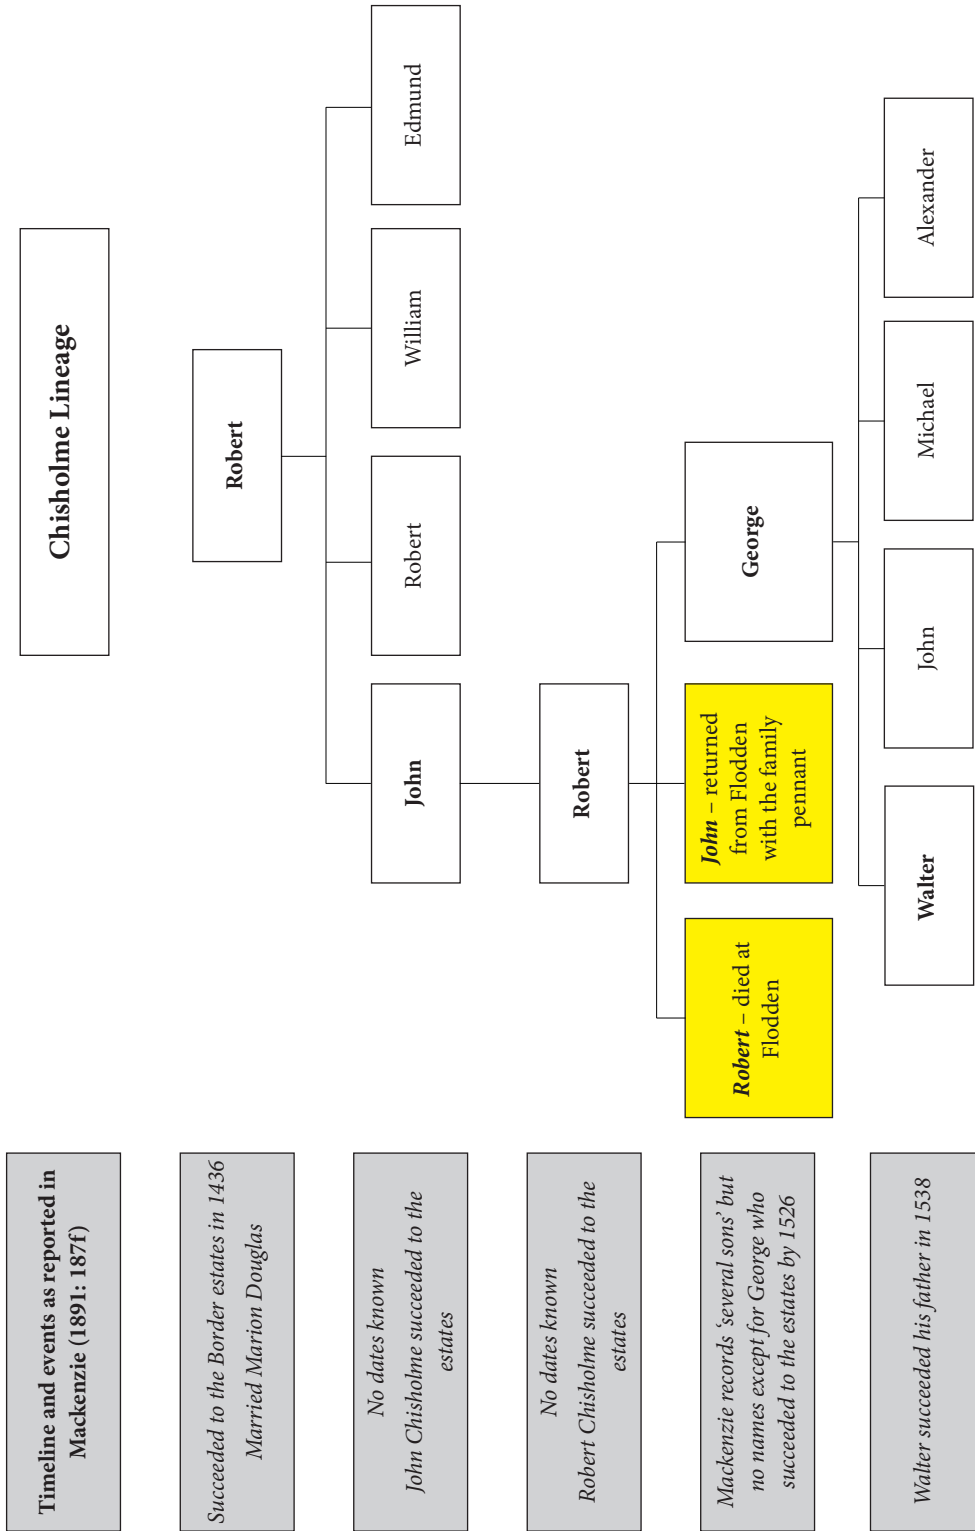 Timeline and events as reported in
Mackenzie (1891: 187f)
Chisholme Lineage
Succeeded to the Border estates in 1436
Married Marion Douglas
Robert
No dates known
John Chisholme succeeded to the
estates
John
Robert
William
Edmund
No dates known
Robert Chisholme succeeded to the
estates
Robert
Mackenzie records ‘several sons’ but
no names except for George who
succeeded to the estates by 1526
Robert – died at
Flodden
John – returned
from Flodden
with the family
pennant
George
Walter succeeded his father in 1538
Walter
John
Michael
Alexander